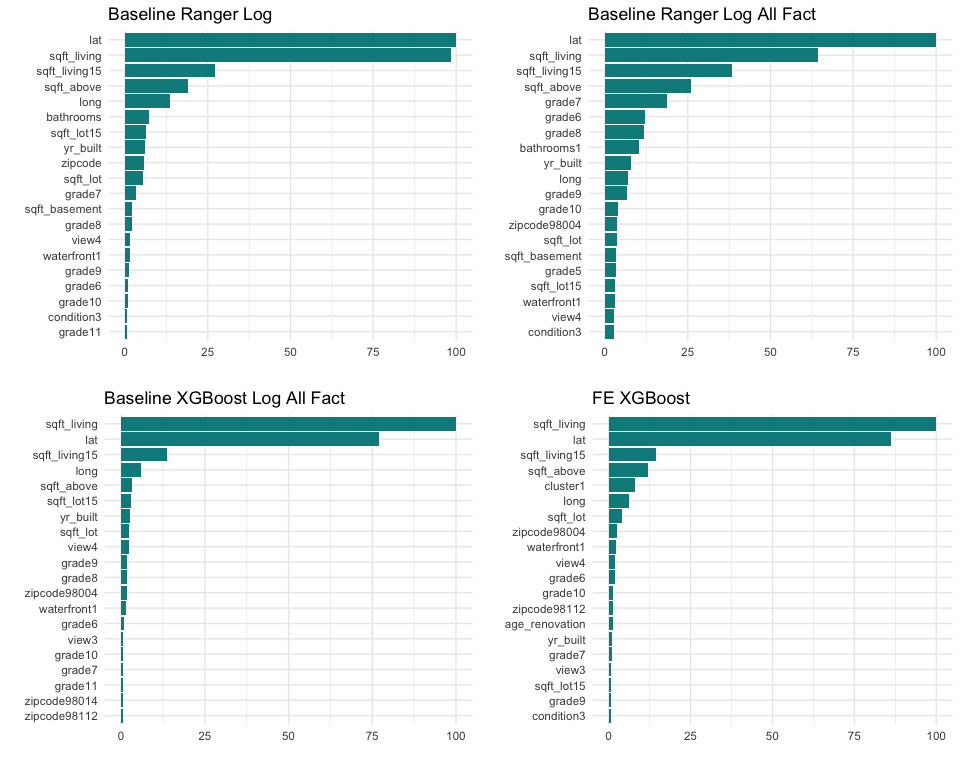 Baseline Ranger Log
lat
sqft_living
sqft_living15
sqft_above
long
bathrooms
sqft_lot15
yr_built
zipcode
sqft_lot
grade7
sqft_basement
grade8
view4
waterfront1
grade9
grade6
grade10
condition3
grade11
0 25 50 75 100
Baseline Ranger Log All Fact
lat
sqft_living
sqft_living15
sqft_above
grade7
grade6
grade8
bathrooms1
yr_built
long
grade9
grade10
zipcode98004
sqft_lot
sqft_basement
grade5
sqft_lot15
waterfront1
view4
condition3
0 25 50 75 100
Baseline XGBoost Log All Fact
sqft_living
lat
sqft_living15
long
sqft_above
sqft_lot15
yr_built
sqft_lot
view4
grade9
grade8
zipcode98004
waterfront1
grade6
view3
grade10
grade7
grade11
zipcode98014
zipcode98112
0 25 50 75 100
FE XGBoost
sqft_living
lat
sqft_living15
sqft_above
cluster1
long
sqft_lot
zipcode98004
waterfront1
view4
grade6
grade10
zipcode98112
age_renovation
yr_built
grade7
view3
sqft_lot15
grade9
condition3
0 25 50 75 100